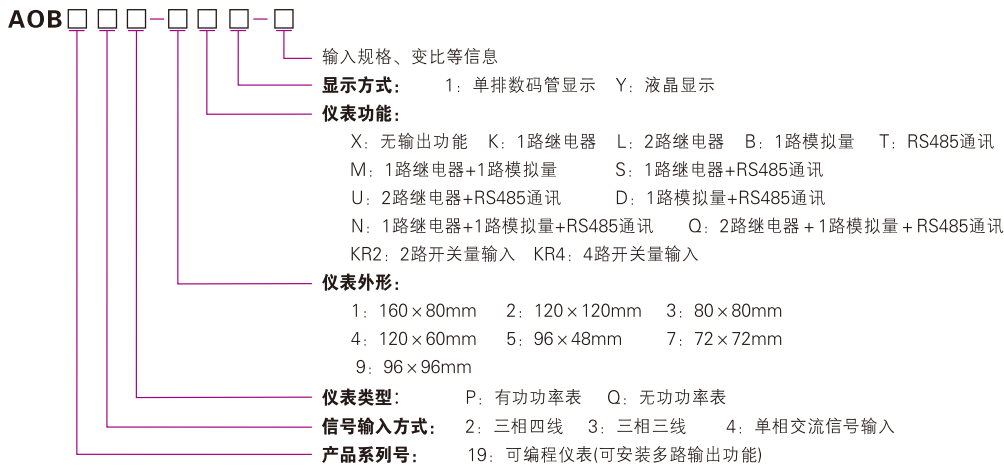 AOB□□□-□□□-□
输入规格、变比等信息
显示方式： 1：单排数码管显示 Y：液晶显示
仪表功能：
X：无输出功能 K：1路继电器 L：2路继电器 B：1路模拟量 T：RS485通讯
M：1路继电器+1路模拟量 S：1路继电器+RS485通讯
U：2路继电器+RS485通讯 D：1路模拟量+RS485通讯
N：1路继电器+1路模拟量+RS485通讯 Q：2路继电器+1路模拟量+RS485通讯
KR2：2路开关量输入 KR4：4路开关量输入
仪表外形：
1：160×80mm 2：120×120mm 3：80×80mm
4：120×60mm 5：96×48mm 7：72×72mm
9：96×96mm
仪表类型： P：有功功率表 Q：无功功率表
信号输入方式： 2：三相四线 3：三相三线 4：单相交流信号输入
产品系列号： 19：可编程仪表(可安装多路输出功能)